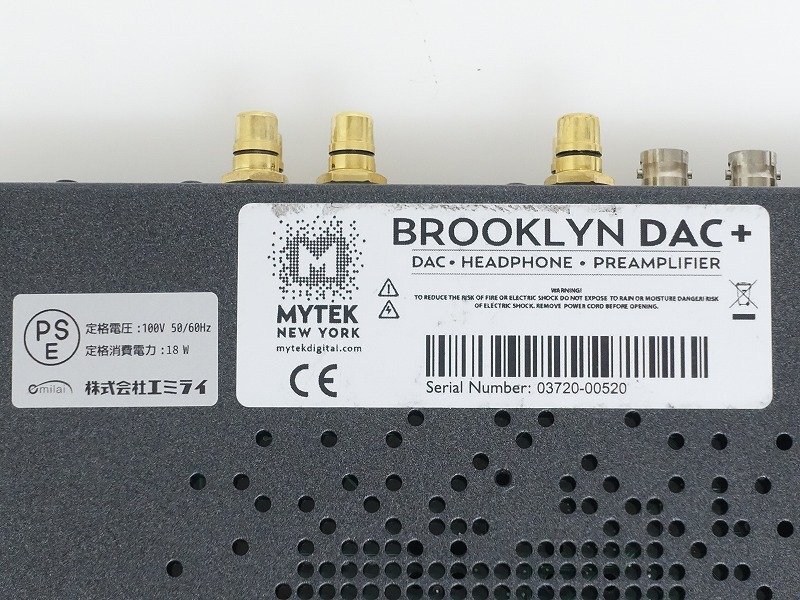 BROOKLYN DAC+
DAC • HEADPHONE • PREAMPLIFIER
M
MYTEK
NEW YORK
mytekdigital.com
CE
WARNING!
TO REDUCE THE RISK OF FIRE OR ELECTRIC SHOCK DO NOT EXPOSE TO RAIN OR MOISTURE DANGER! RISK
OF ELECTRIC SHOCK. REMOVE POWER CORD BEFORE OPENING.
Serial Number: 03720-00520
PS
E
定格電圧:100V 50/60Hz
定格消費電力:18W
emilai 株式会社エミライ